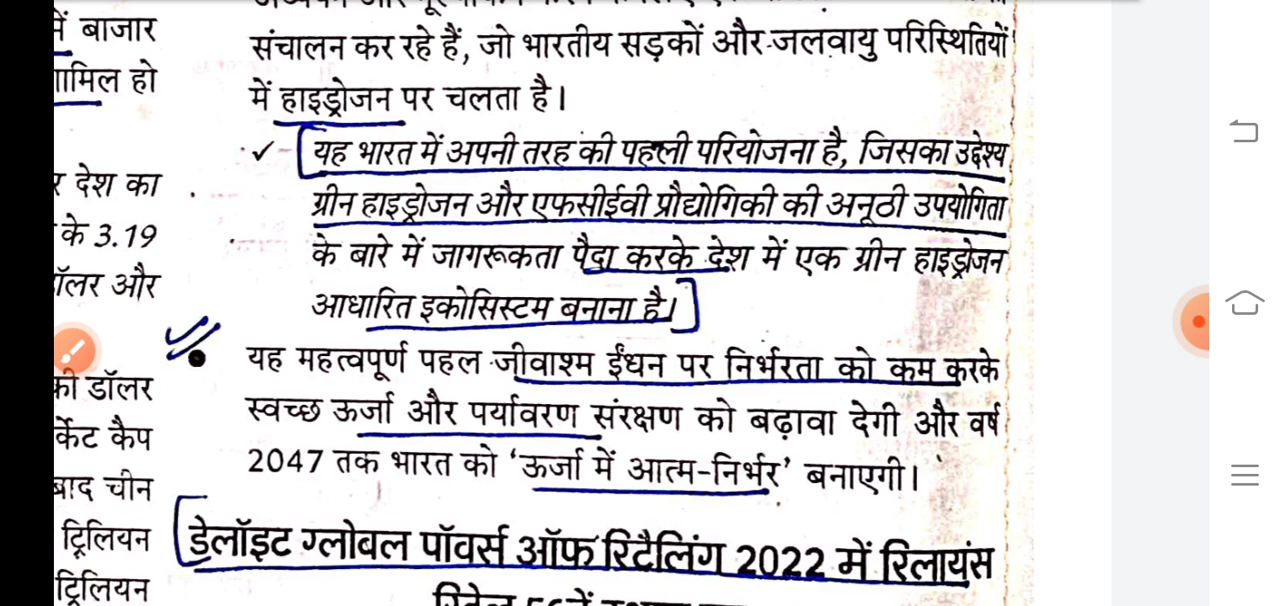 में बाजार
शामिल हो
देश का
के 3.19
डॉलर और
की डॉलर
र्केट कैप
बाद चीन
ट्रिलियन
ट्रिलियन
संचालन कर रहे हैं, जो भारतीय सड़कों और जलवायु परिस्थितियों
में हाइड्रोजन पर चलता है।
यह भारत में अपनी तरह की पहली परियोजना है, जिसका उद्देश्य
ग्रीन हाइड्रोजन और एफसीईवी प्रौद्योगिकी की अनूठी उपयोगिता
के बारे में जागरूकता पैदा करके देश में एक ग्रीन हाइड्रोजन
आधारित इकोसिस्टम बनाना है।
यह महत्वपूर्ण पहल जीवाश्म ईंधन पर निर्भरता को कम करके
स्वच्छ ऊर्जा और पर्यावरण संरक्षण को बढ़ावा देगी और वर्ष
2047 तक भारत को ‘ऊर्जा में आत्म-निर्भर’ बनाएगी।
डेलॉइट ग्लोबल पॉवर्स ऑफ रिटैलिंग 2022 में रिलायंस